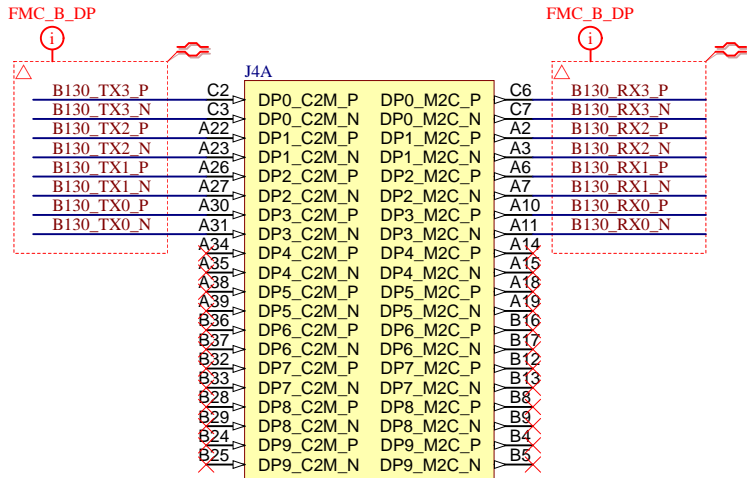 FMC_B_DP FMC_B_DP
i i
J4A
B130_TX3_P C2 DP0_C2M_P DP0_M2C_P C6 B130_RX3_P
B130_TX3_N C3 DP0_C2M_N DP0_M2C_N C7 B130_RX3_N
B130_TX2_P A22 DP1_C2M_P DP1_M2C_P A2 B130_RX2_P
B130_TX2_N A23 DP1_C2M_N DP1_M2C_N A3 B130_RX2_N
B130_TX1_P A26 DP2_C2M_P DP2_M2C_P A6 B130_RX1_P
B130_TX1_N A27 DP2_C2M_N DP2_M2C_N A7 B130_RX1_N
B130_TX0_P A30 DP3_C2M_P DP3_M2C_P A10 B130_RX0_P
B130_TX0_N A31 DP3_C2M_N DP3_M2C_N A11 B130_RX0_N
A34 DP4_C2M_P DP4_M2C_P A14
A35 DP4_C2M_N DP4_M2C_N A15
A38 DP5_C2M_P DP5_M2C_P A18
A39 DP5_C2M_N DP5_M2C_N A19
B36 DP6_C2M_P DP6_M2C_P B16
B37 DP6_C2M_N DP6_M2C_N B17
B32 DP7_C2M_P DP7_M2C_P B12
B33 DP7_C2M_N DP7_M2C_N B13
B28 DP8_C2M_P DP8_M2C_P B8
B29 DP8_C2M_N DP8_M2C_N B9
B24 DP9_C2M_P DP9_M2C_P B4
B25 DP9_C2M_N DP9_M2C_N B5